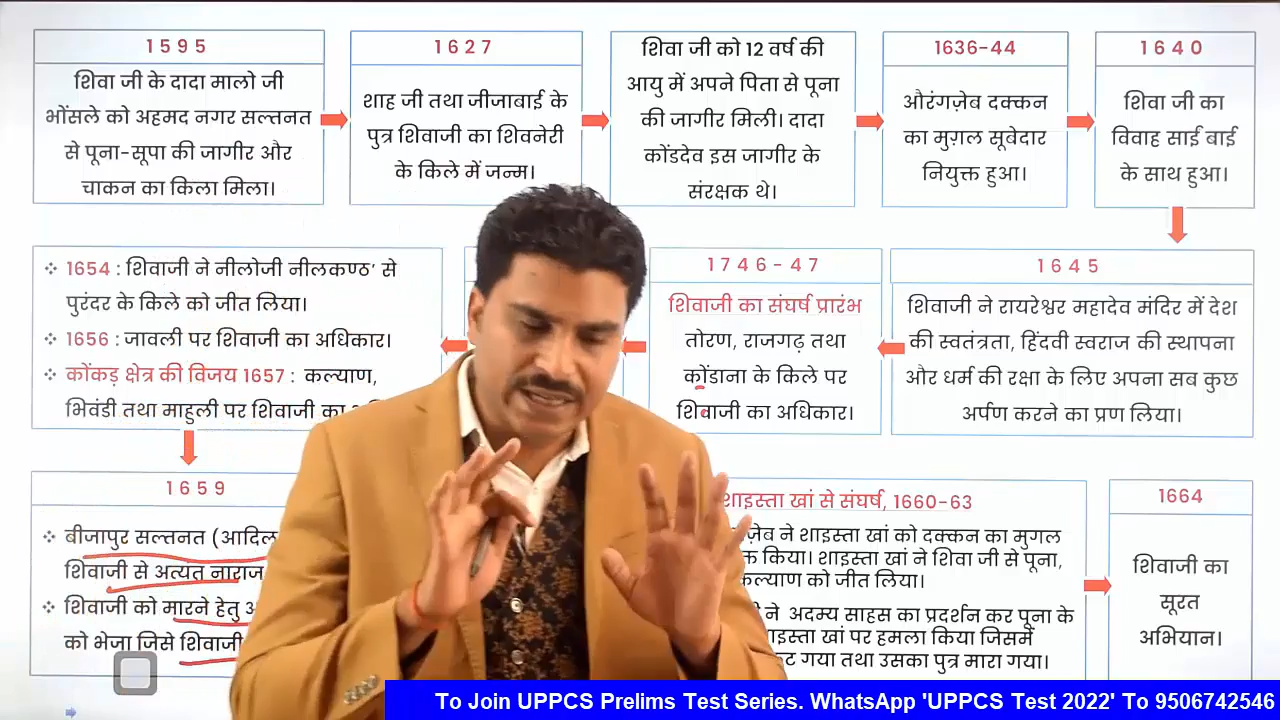 1595
शिवा जी के दादा मालो जी
भोंसले को अहमद नगर सल्तनत
से पूना-सूपा की जागीर और
चाकन का किला मिला।
1627
शाह जी तथा जीजाबाई के
पुत्र शिवाजी का शिवनेरी
के किले में जन्म।
शिवा जी को 12 वर्ष की
आयु में अपने पिता से पूना
की जागीर मिली। दादा
कोंडदेव इस जागीर के
संरक्षक थे।
1636-44
औरंगज़ेब दक्कन
का मुग़ल सूबेदार
नियुक्त हुआ।
1640
शिवा जी का
विवाह साई बाई
के साथ हुआ।
1645
शिवाजी ने रायरेश्वर महादेव मंदिर में देश
की स्वतंत्रता, हिंदवी स्वराज की स्थापना
और धर्म की रक्षा के लिए अपना सब कुछ
अर्पण करने का प्रण लिया।
1746-47
शिवाजी का संघर्ष प्रारंभ
तोरण, राजगढ़ तथा
कोंडाना के किले पर
शिवाजी का अधिकार।
❖ 1654 : शिवाजी ने नीलोजी नीलकण्ठ’ से
पुरंदर के किले को जीत लिया।
❖ 1656 : जावली पर शिवाजी का अधिकार।
❖ कोंकड़ क्षेत्र की विजय 1657 : कल्याण,
भिवंडी तथा माहुली पर शिवाजी का
1659
❖ बीजापुर सल्तनत
शिवाजी से अत्यत नाराज
❖ शिवाजी को मारने हेतु
को भेजा जिसे शिवाजी
शाइस्ता खां से संघर्ष, 1660-63
ने शाइस्ता खां को दक्कन का मुगल
किया। शाइस्ता खां ने शिवा जी से पूना,
कल्याण को जीत लिया।
ने अदम्य साहस का प्रदर्शन कर पूना के
खां पर हमला किया जिसमें
गया तथा उसका पुत्र मारा गया।
1664
शिवाजी का
सूरत
अभियान।
To Join UPPCS Prelims Test Series. WhatsApp 'UPPCS Test 2022' To 9506742546